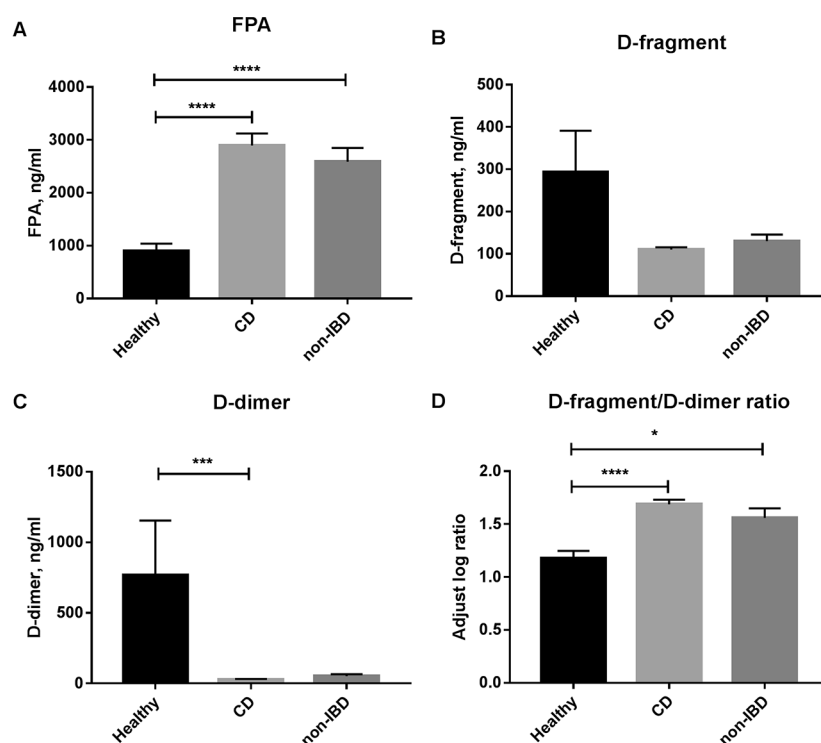 A
FPA
FPA, ng/ml
4000
3000
2000
1000
0
****
****
Healthy
CD
non-IBD
B
D-fragment
D-fragment, ng/ml
500
400
300
200
100
0
Healthy
CD
non-IBD
C
D-dimer
D-dimer, ng/ml
1500
1000
500
0
***
Healthy
CD
non-IBD
D
D-fragment/D-dimer ratio
Adjust log ratio
2.0
1.5
1.0
0.5
0.0
*
****
Healthy
CD
non-IBD